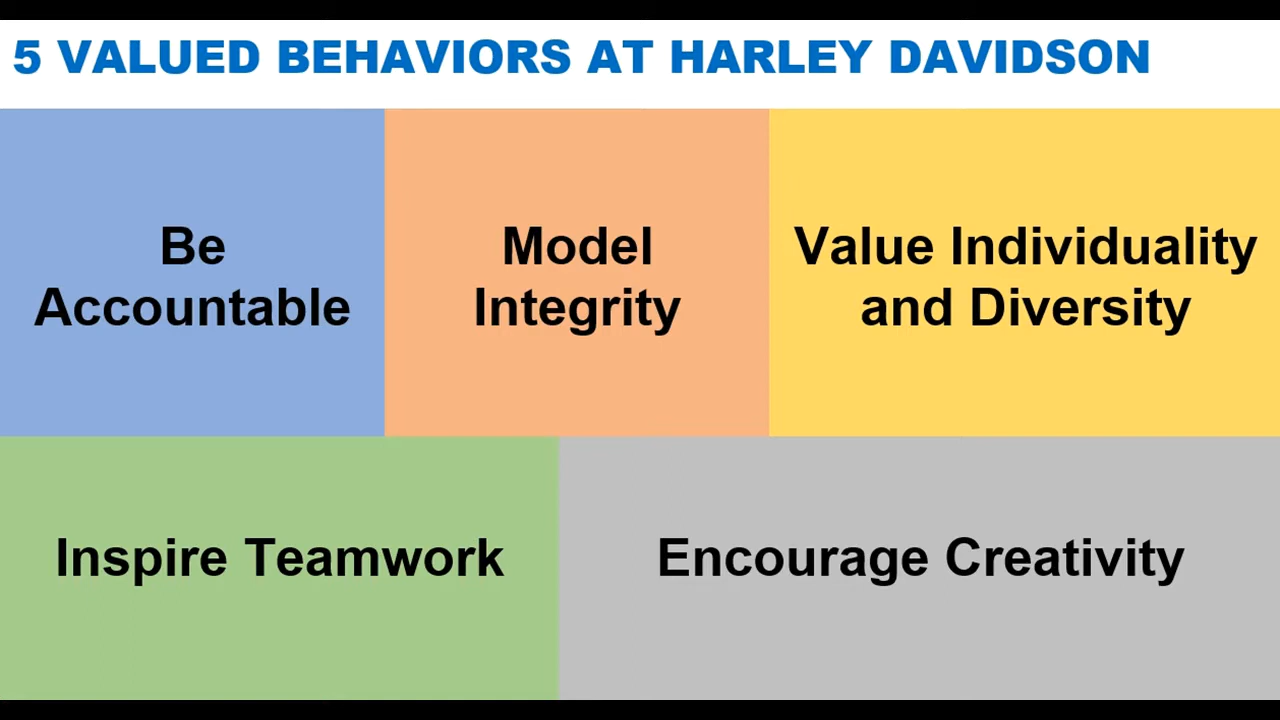 5 VALUED BEHAVIORS AT HARLEY DAVIDSON
Be
Accountable
Model
Integrity
Value Individuality
and Diversity
Inspire Teamwork
Encourage Creativity